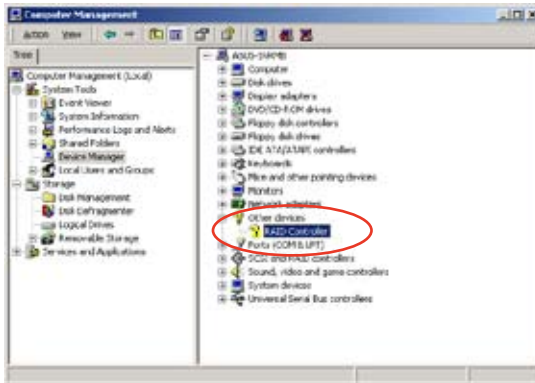 Computer Management
Action View
Tree
Computer Management (Local)
System Tools
Event Viewer
System Information
Performance Logs and Alerts
Shared Folders
Device Manager
Local Users and Groups
Storage
Disk Management
Disk Defragmenter
Logical Drives
Removable Storage
Services and Applications
Computer
Disk drives
Display adapters
DVD/CD-ROM drives
Floppy disk controllers
Floppy disk drives
IDE ATA/ATAPI controllers
Keyboards
Mice and other pointing devices
Monitors
Network adapters
Other devices
RAID Controller
Ports (COM & LPT)
SCSI and RAID controllers
Sound, video and game controllers
System devices
Universal Serial Bus controllers